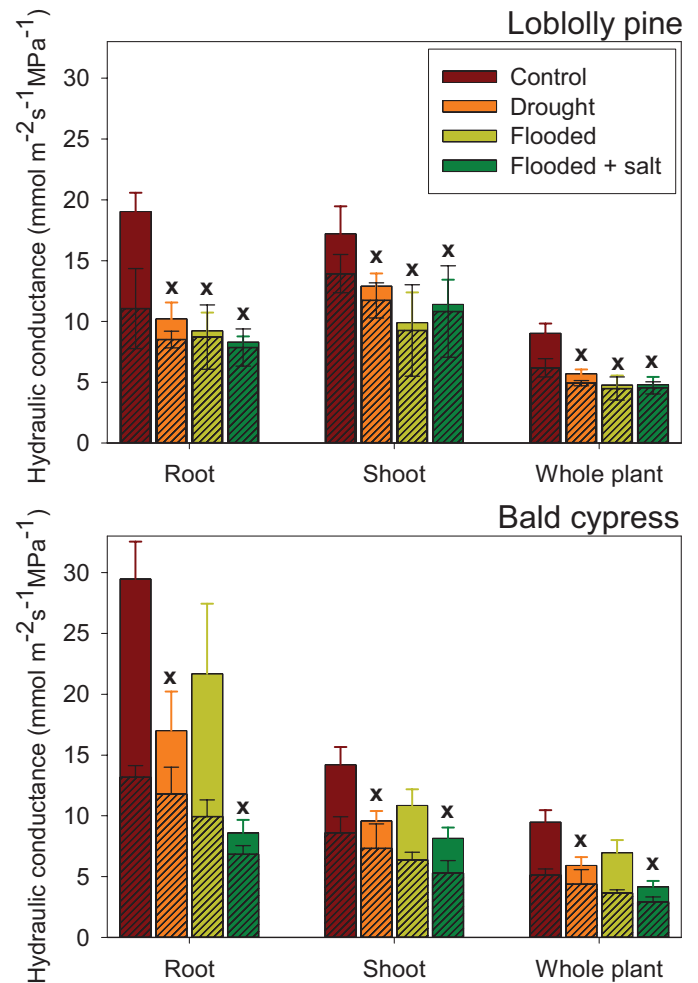 Loblolly pine
Hydraulic conductance (mmol m⁻²s⁻¹MPa⁻¹)
30
25
20
15
10
5
0
Control
Drought
Flooded
Flooded + salt
x x x
x x x
x x x
Root Shoot Whole plant
Bald cypress
Hydraulic conductance (mmol m⁻²s⁻¹MPa⁻¹)
30
25
20
15
10
5
0
x x
x x
x x
Root Shoot Whole plant